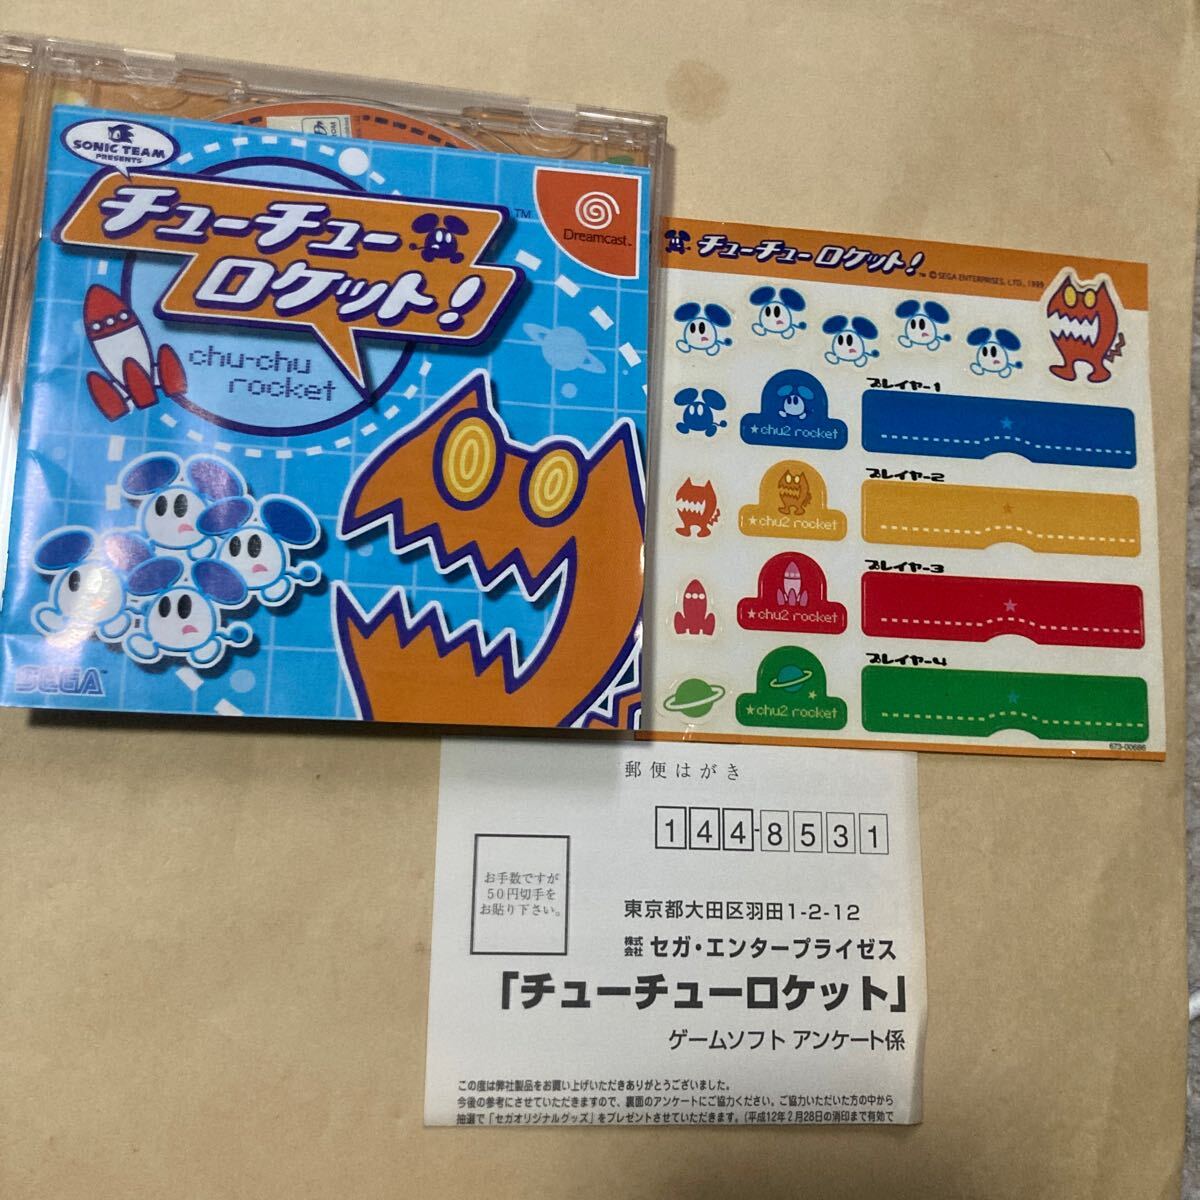 SONIC TEAM
PRESENTS
チューチュー
ロケット!
TM
chu-chu
rocket
Dreamcast
SEGA
チューチューロケット!
TM © SEGA ENTERPRISES, LTD., 1999
プレイヤー1
★chu2 rocket
プレイヤー2
★chu2 rocket
プレイヤー3
★chu2 rocket
プレイヤー4
★chu2 rocket
673-00686
郵便はがき
144-8531
お手数ですが
50円切手を
お貼り下さい。
東京都大田区羽田1-2-12
株式会社 セガ・エンタープライゼス
「チューチューロケット」
ゲームソフト アンケート係
この度は弊社製品をお買い上げいただきありがとうございました。
今後の参考にさせていただきますので、裏面のアンケートにご協力ください。ご協力いただいた方の中から
抽選で「セガオリジナルグッズ」をプレゼントさせていただきます。(平成12年2月28日の消印まで有効で